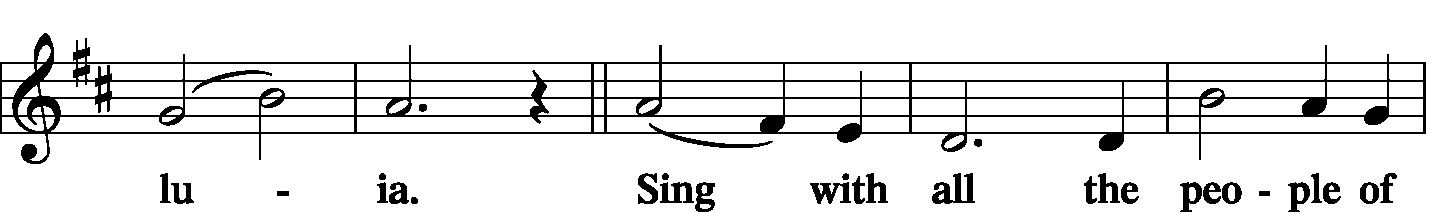 lu - ia. Sing with all the peo - ple of